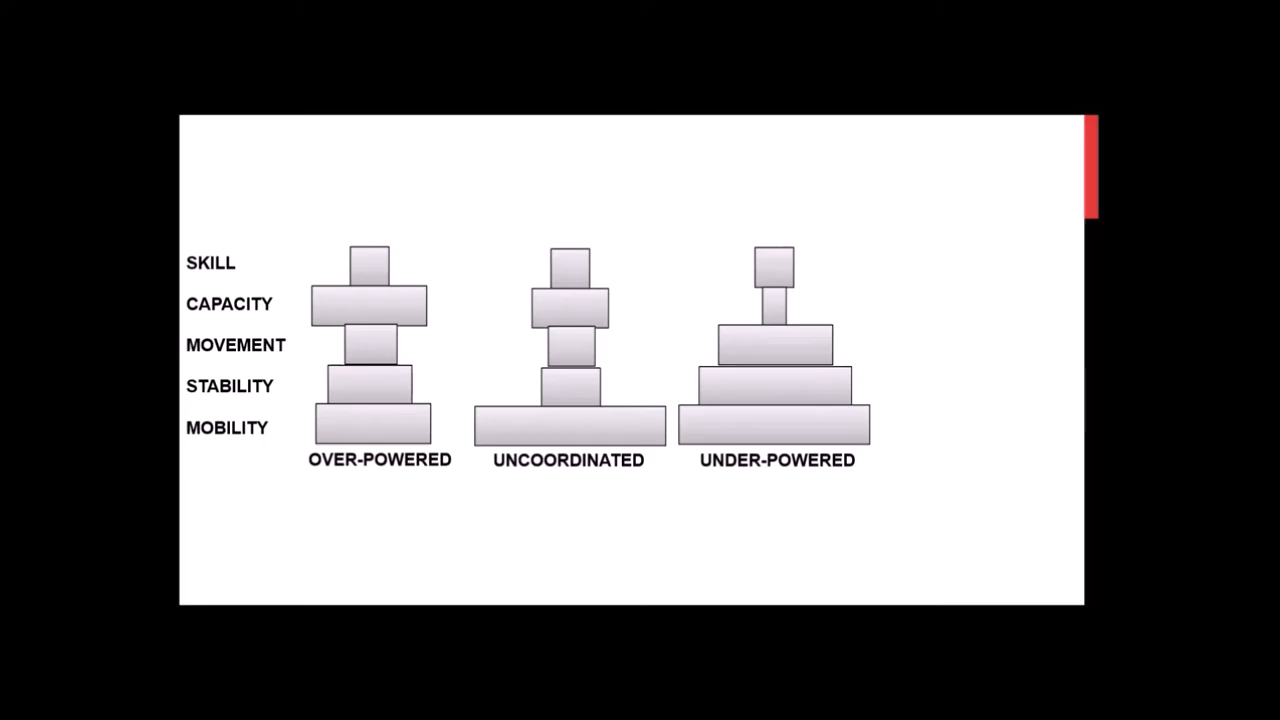 SKILL
CAPACITY
MOVEMENT
STABILITY
MOBILITY
OVER-POWERED
UNCOORDINATED
UNDER-POWERED